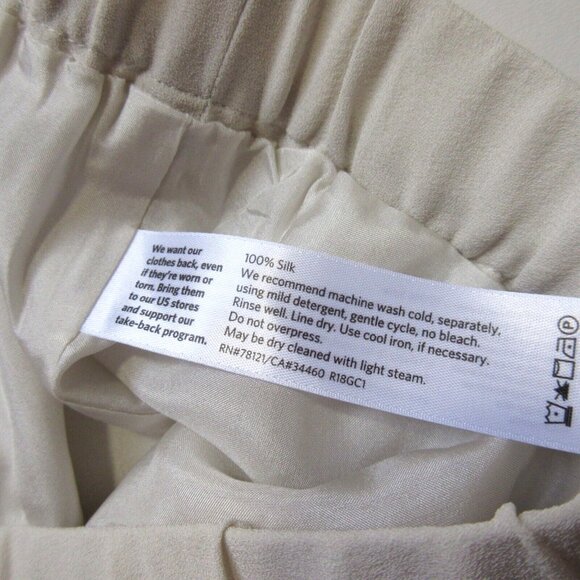 We want our
clothes back, even
if they're worn or
torn. Bring them
to our US stores
and support our
take-back program.
100% Silk
We recommend machine wash cold, separately,
using mild detergent, gentle cycle, no bleach.
Rinse well. Line dry. Use cool iron, if necessary.
Do not overpress.
May be dry cleaned with light steam.
RN#78121/CA#34460 R18GC1
P